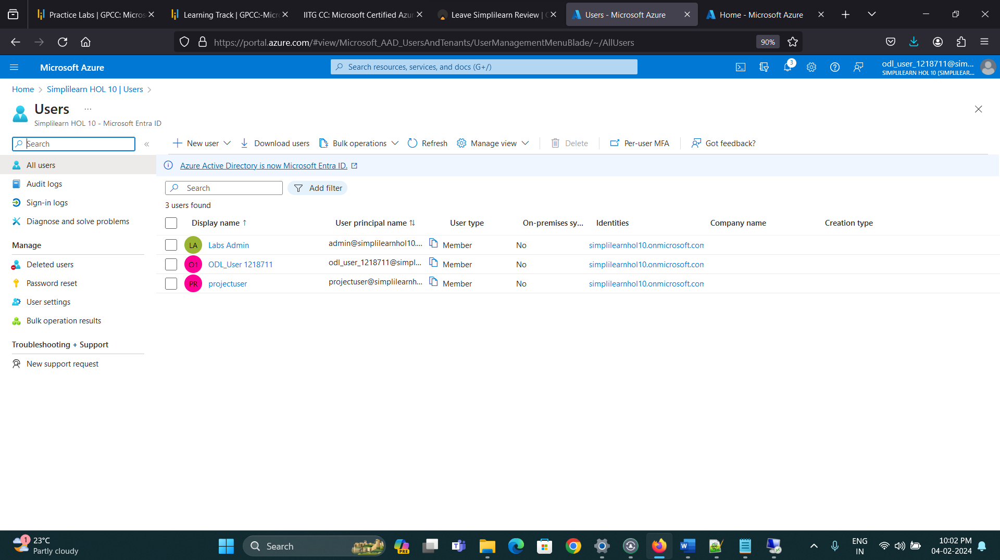 Practice Labs | GPCC: Micros
Learning Track | GPCC:-Micr
IITG CC: Microsoft Certified Azur
Leave Simplilearn Review |
Users - Microsoft Azure
Home - Microsoft Azure
https://portal.azure.com/#view/Microsoft_AAD_UsersAndTenants/UserManagementMenuBlade/~/AllUsers
90%
Microsoft Azure
Search resources, services, and docs (G+/)
3
odl_user_1218711@sim...
SIMPLILEARN HOL 10 (SIMPLILEAR...
Home > Simplilearn HOL 10 | Users >
Users ...
Simplilearn HOL 10 - Microsoft Entra ID
Search
«
New user
Download users
Bulk operations
Refresh
Manage view
Delete
Per-user MFA
Got feedback?
All users
Audit logs
Sign-in logs
Diagnose and solve problems
Manage
Deleted users
Password reset
User settings
Bulk operation results
Troubleshooting + Support
New support request
Azure Active Directory is now Microsoft Entra ID.
Search
Add filter
3 users found
Display name ↑ User principal name ↑↓ User type On-premises sy... Identities Company name Creation type
LA Labs Admin admin@simplilearnhol10.... Member No simplilearnhol10.onmicrosoft.com
O1 ODL_User 1218711 odl_user_1218711@simpl... Member No simplilearnhol10.onmicrosoft.com
PR projectuser projectuser@simplilearnh... Member No simplilearnhol10.onmicrosoft.com
1
23°C
Partly cloudy
Search
PRE
ENG
IN
10:02 PM
04-02-2024